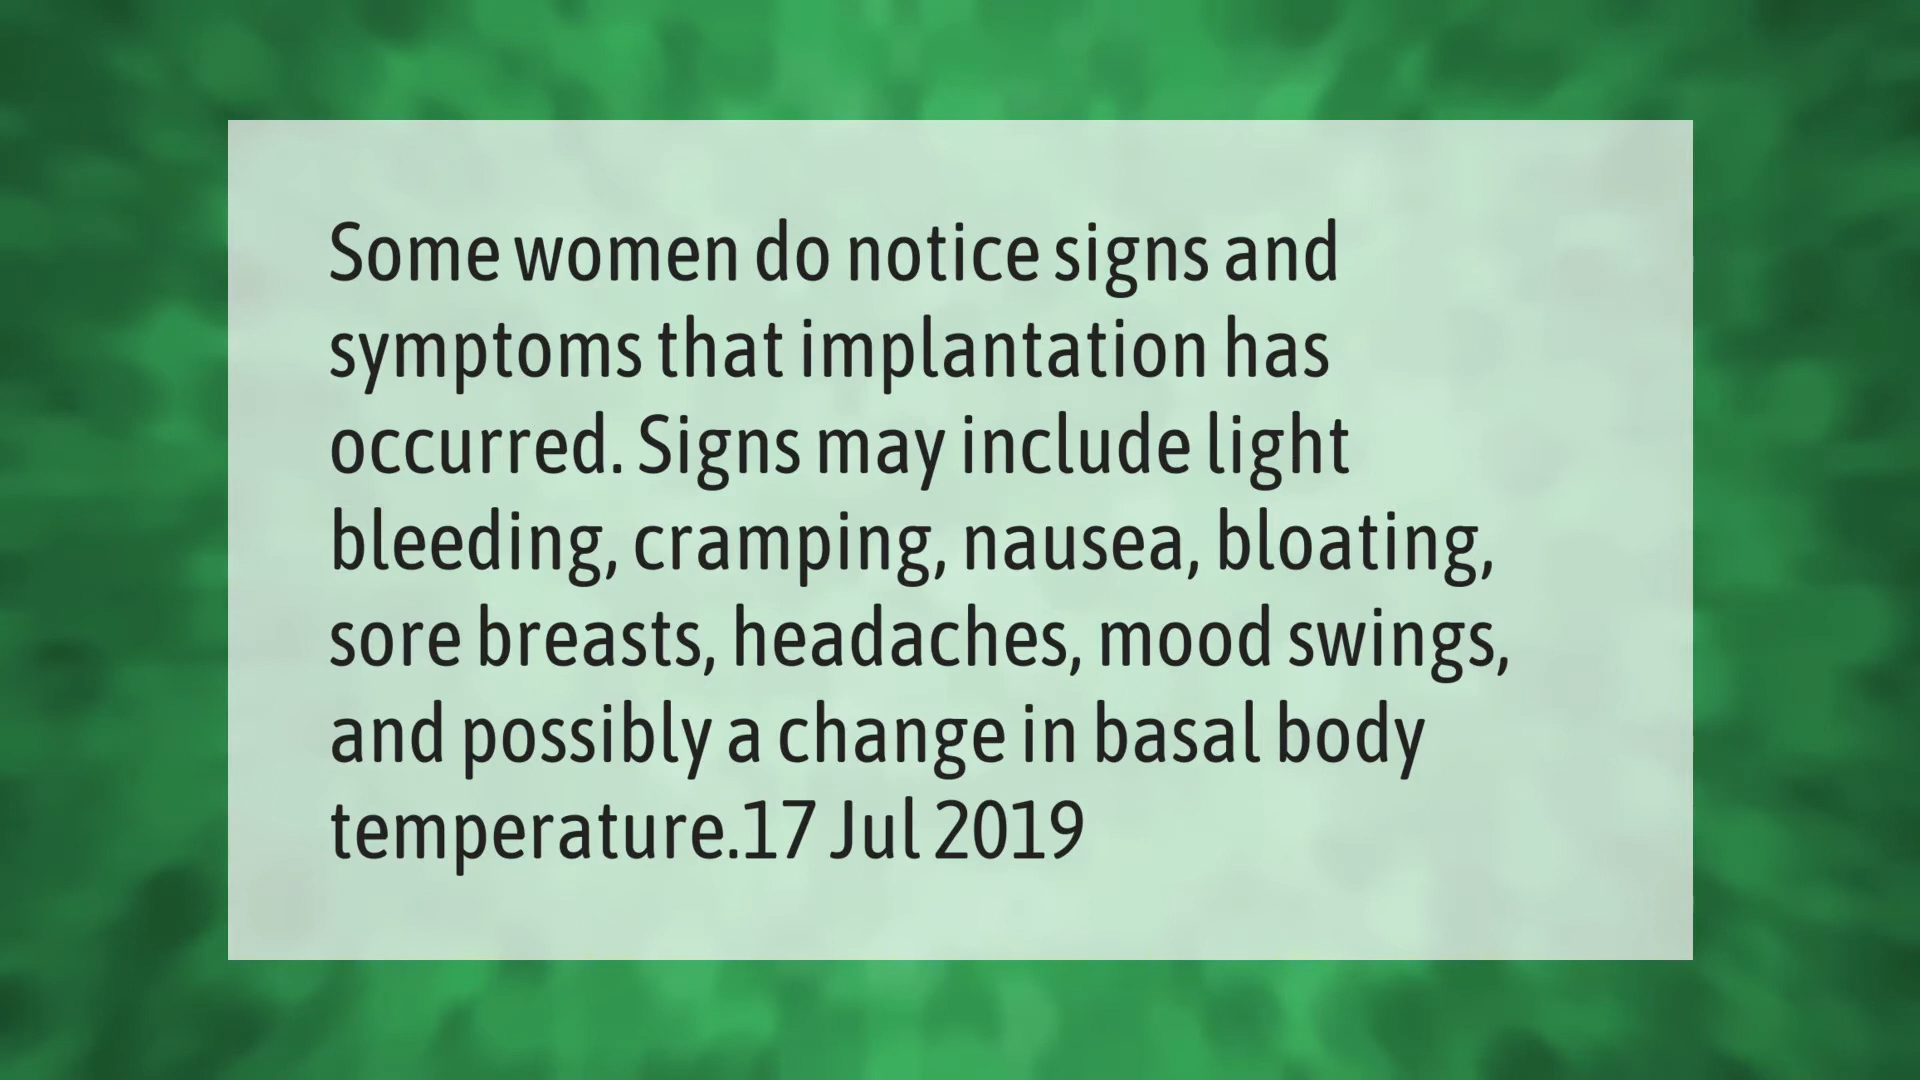 Some women do notice signs and
symptoms that implantation has
occurred. Signs may include light
bleeding, cramping, nausea, bloating,
sore breasts, headaches, mood swings,
and possibly a change in basal body
temperature.17 Jul 2019